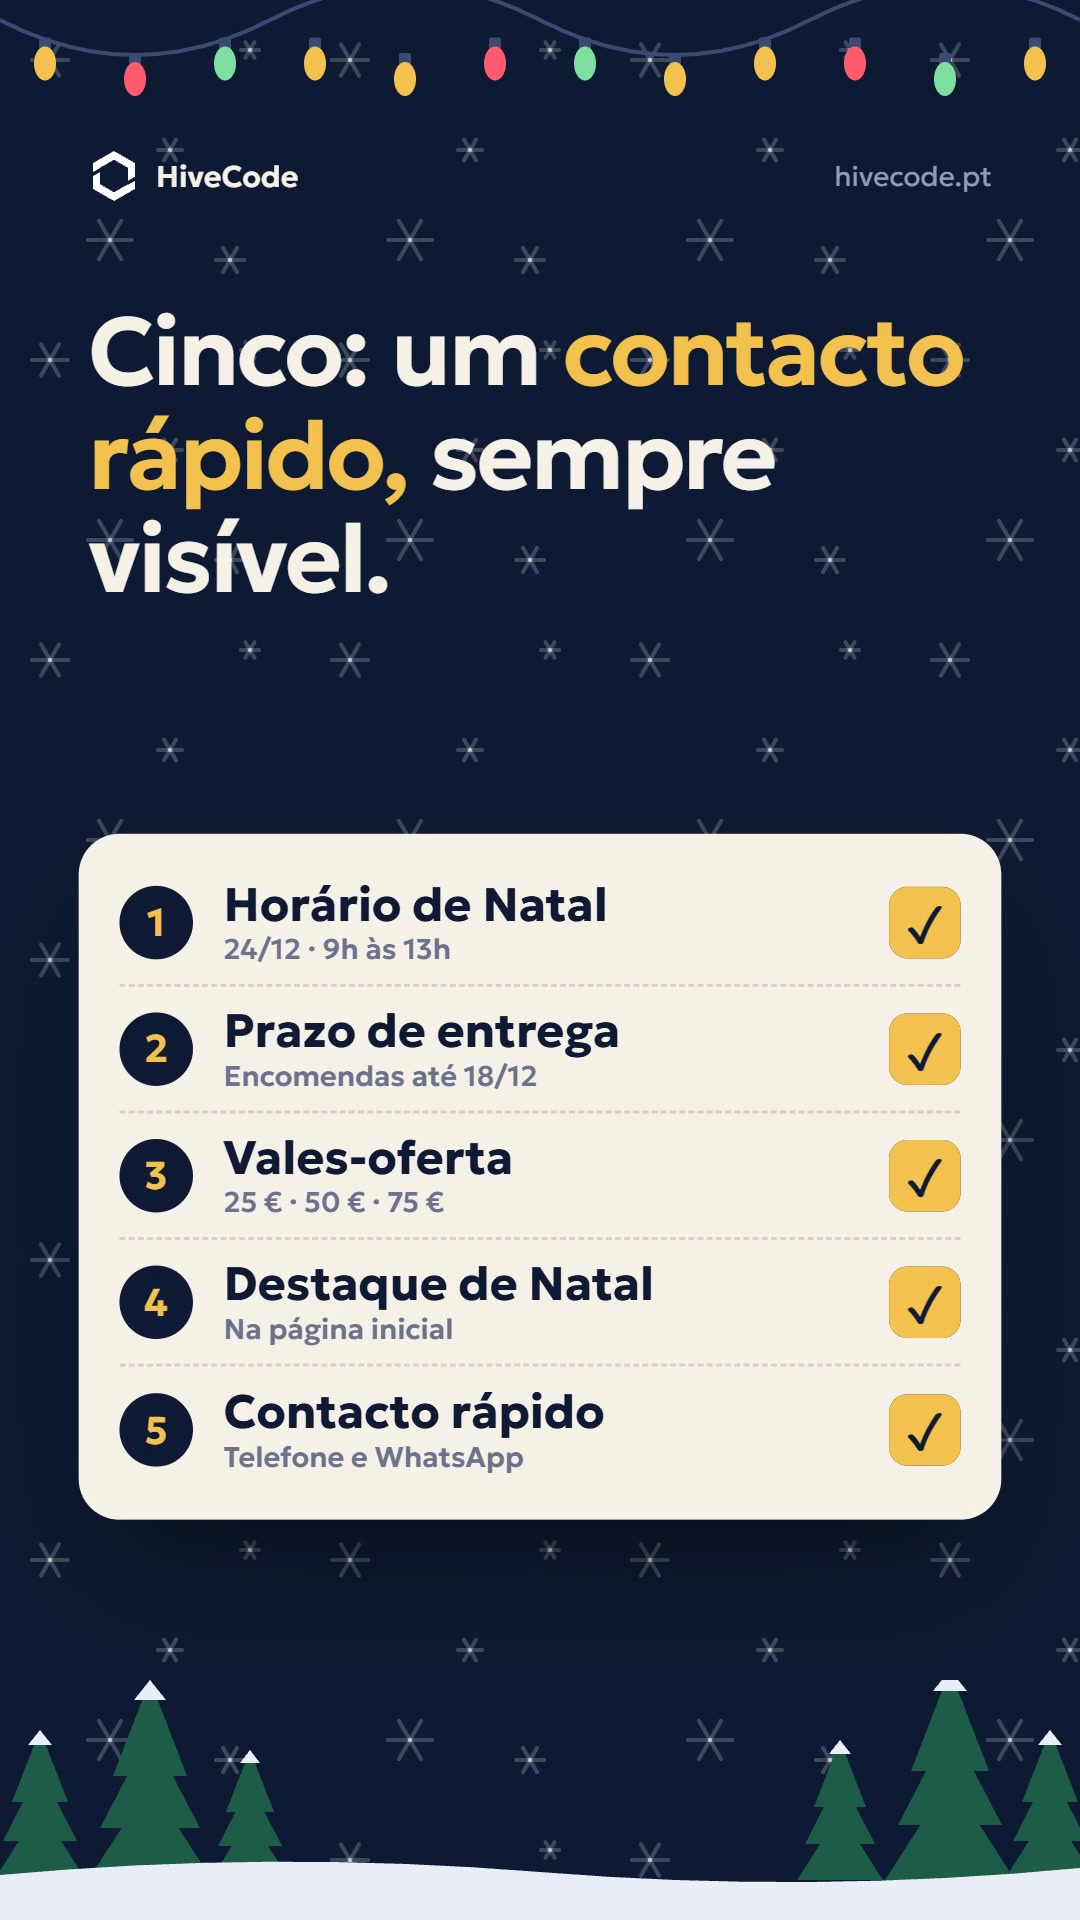 HiveCode
hivecode.pt
Cinco: um contacto
rápido, sempre
visível.
1
Horário de Natal
24/12 · 9h às 13h
✓
2
Prazo de entrega
Encomendas até 18/12
✓
3
Vales-oferta
25 € · 50 € · 75 €
✓
4
Destaque de Natal
Na página inicial
✓
5
Contacto rápido
Telefone e WhatsApp
✓